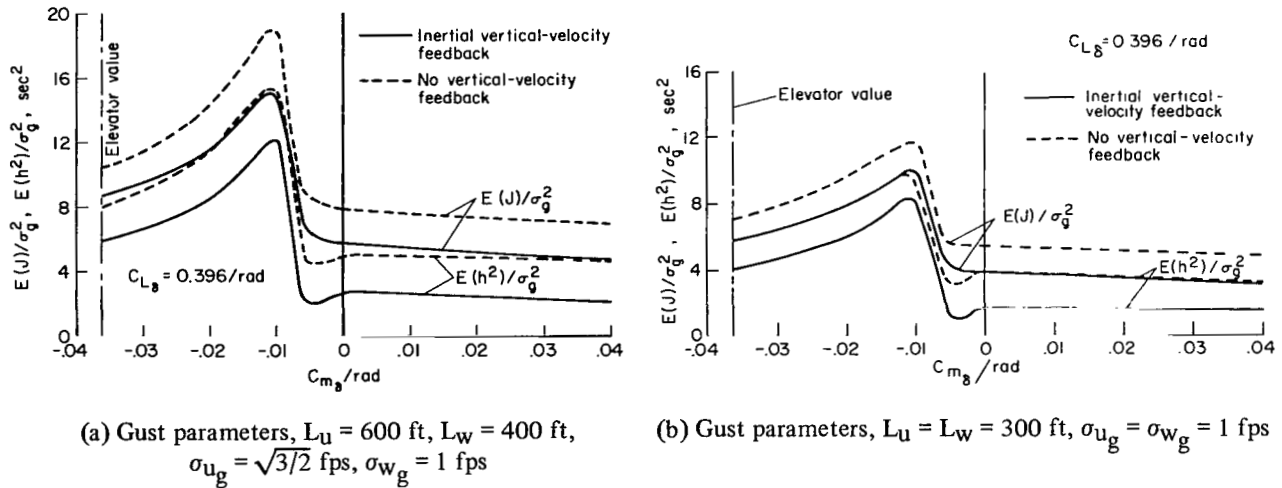 20
16
12
8
4
0
E(J)/σg², E(h²)/σg², sec²
Elevator value
Inertial vertical-velocity
feedback
No vertical-velocity
feedback
E(J)/σg²
E(h²)/σg²
CLδ = 0.396/rad
-.04 -.03 -.02 -.01 0 .01 .02 .03 .04
Cmδ/rad
(a) Gust parameters, Lu = 600 ft, Lw = 400 ft,
σug = √3/2 fps, σwg = 1 fps
CLδ = 0 396 /rad
16
12
8
4
0
E(J)/σg², E(h²)/σg², sec²
Elevator value
Inertial vertical-
velocity feedback
No vertical-velocity
feedback
E(J)/σg²
E(h²)/σg²
-.04 -.03 -.02 -.01 0 .01 .02 .03 .04
Cmδ/rad
(b) Gust parameters, Lu = Lw = 300 ft, σug = σwg = 1 fps